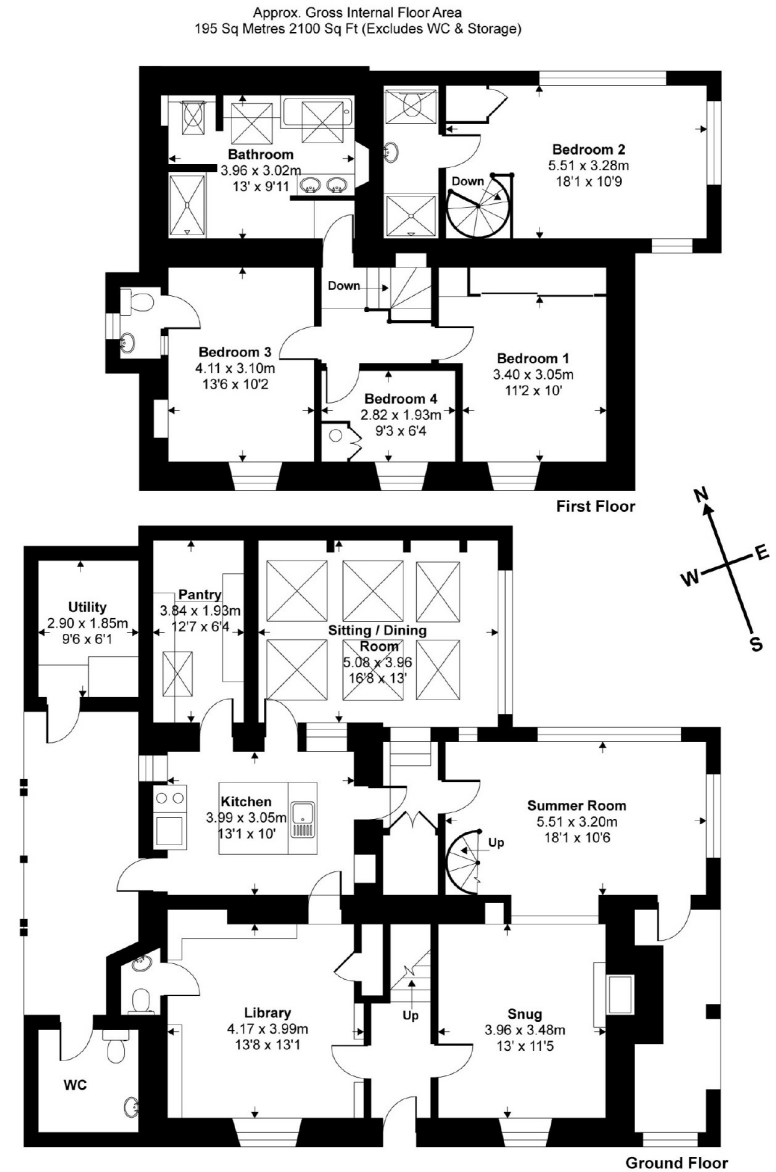 Approx. Gross Internal Floor Area
195 Sq Metres 2100 Sq Ft (Excludes WC & Storage)
Bathroom
3.96 x 3.02m
13' x 9'11
Bedroom 2
5.51 x 3.28m
18'1 x 10'9
Down
Down
Bedroom 3
4.11 x 3.10m
13'6 x 10'2
Bedroom 1
3.40 x 3.05m
11'2 x 10'
Bedroom 4
2.82 x 1.93m
9'3 x 6'4
First Floor
N
E
W
S
Utility
2.90 x 1.85m
9'6 x 6'1
Pantry
3.84 x 1.93m
12'7 x 6'4
Sitting / Dining
Room
5.08 x 3.96
16'8 x 13'
Kitchen
3.99 x 3.05m
13'1 x 10'
Summer Room
5.51 x 3.20m
18'1 x 10'6
Up
Library
4.17 x 3.99m
13'8 x 13'1
Up
Snug
3.96 x 3.48m
13' x 11'5
WC
Ground Floor